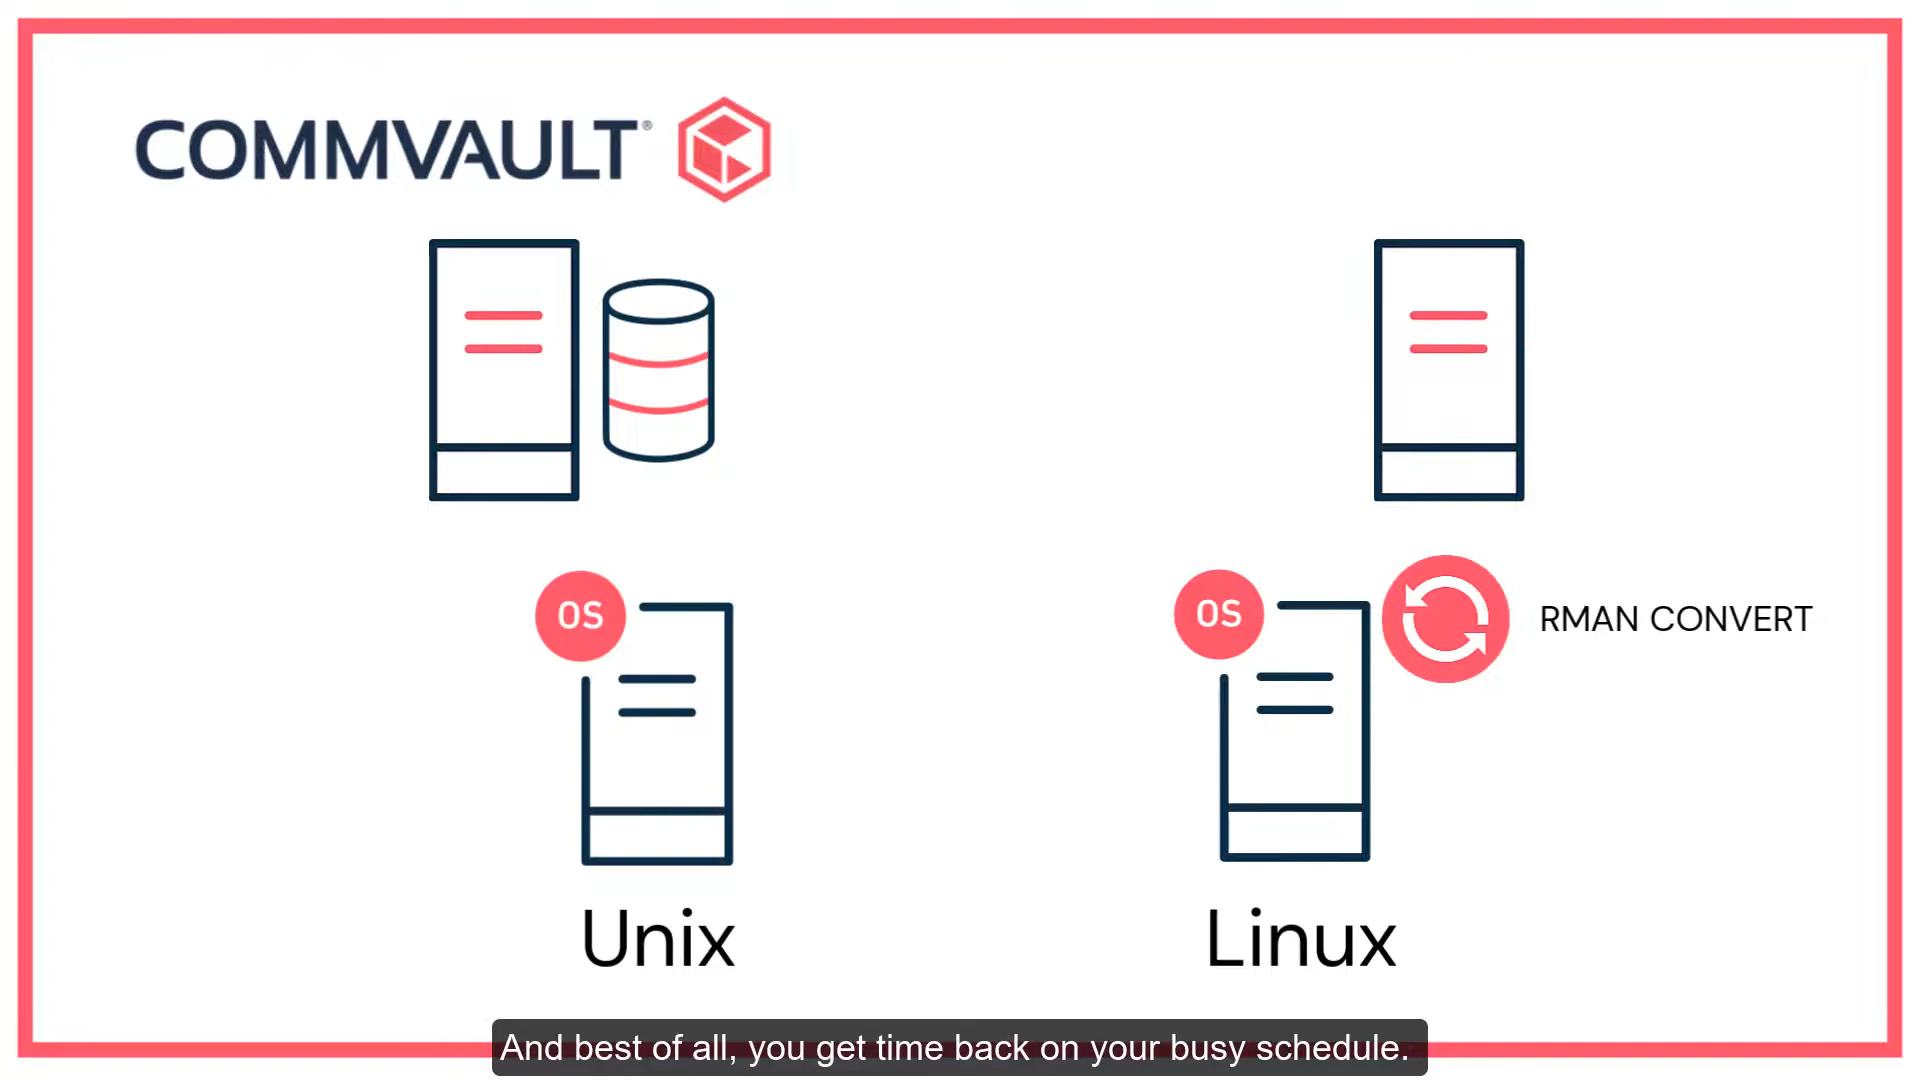 COMMVAULT®
OS
OS
RMAN CONVERT
Unix
Linux
And best of all, you get time back on your busy schedule.